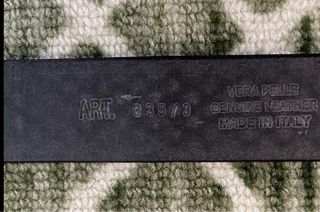 ART. 035/3
VERA PELLE
GENUINE LEATHER
MADE IN ITALY